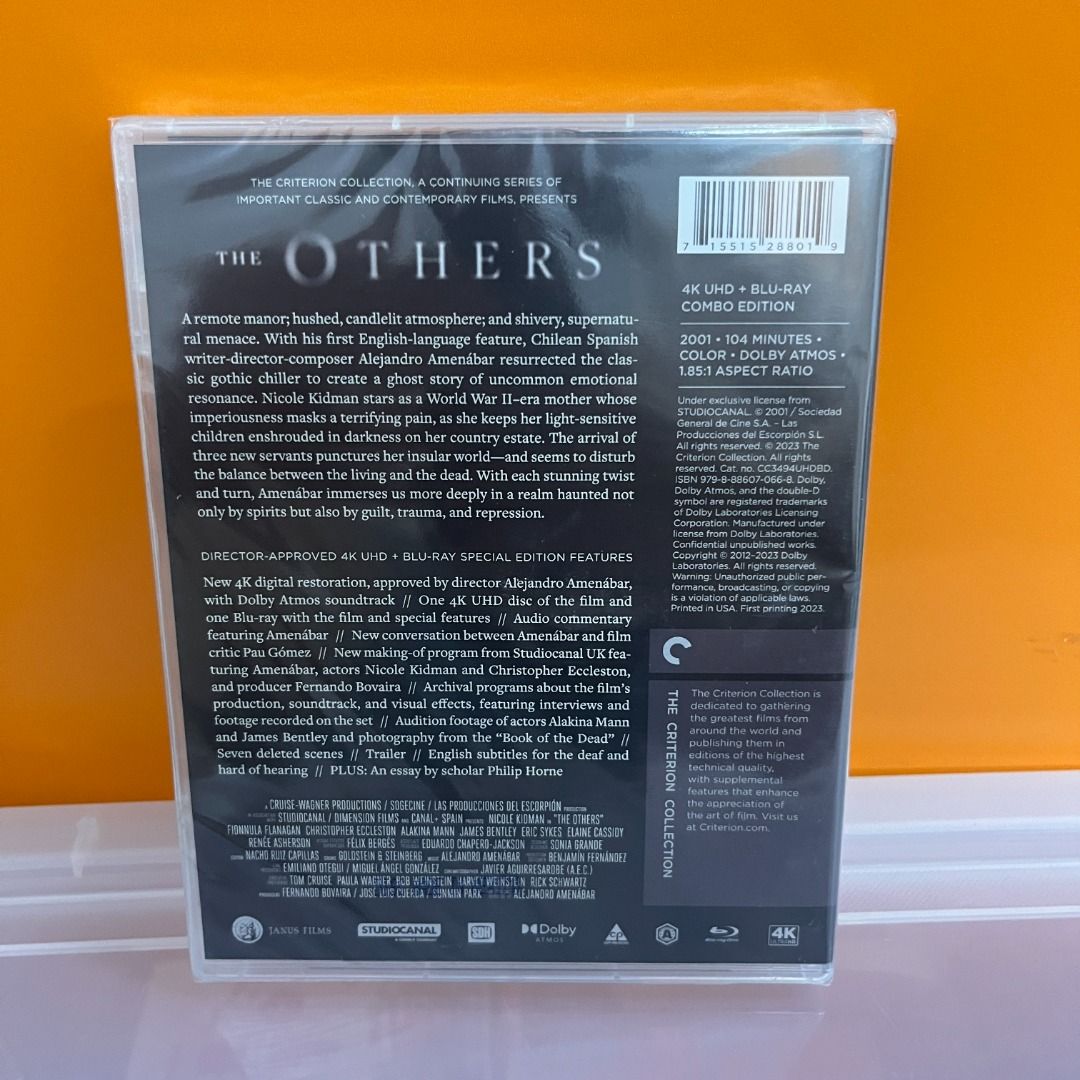 THE CRITERION COLLECTION, A CONTINUING SERIES OF
IMPORTANT CLASSIC AND CONTEMPORARY FILMS, PRESENTS
THE OTHERS
A remote manor; hushed, candlelit atmosphere; and shivery, supernatu-
ral menace. With his first English-language feature, Chilean Spanish
writer-director-composer Alejandro Amenábar resurrected the clas-
sic gothic chiller to create a ghost story of uncommon emotional
resonance. Nicole Kidman stars as a World War II–era mother whose
imperiousness masks a terrifying pain, as she keeps her light-sensitive
children enshrouded in darkness on her country estate. The arrival of
three new servants punctures her insular world—and seems to disturb
the balance between the living and the dead. With each stunning twist
and turn, Amenábar immerses us more deeply in a realm haunted not
only by spirits but also by guilt, trauma, and repression.
DIRECTOR-APPROVED 4K UHD + BLU-RAY SPECIAL EDITION FEATURES
New 4K digital restoration, approved by director Alejandro Amenábar,
with Dolby Atmos soundtrack // One 4K UHD disc of the film and
one Blu-ray with the film and special features // Audio commentary
featuring Amenábar // New conversation between Amenábar and film
critic Pau Gómez // New making-of program from Studiocanal UK fea-
turing Amenábar, actors Nicole Kidman and Christopher Eccleston,
and producer Fernando Bovaira // Archival programs about the film's
production, soundtrack, and visual effects, featuring interviews and
footage recorded on the set // Audition footage of actors Alakina Mann
and James Bentley and photography from the “Book of the Dead” //
Seven deleted scenes // Trailer // English subtitles for the deaf and
hard of hearing // PLUS: An essay by scholar Philip Horne
A CRUISE-WAGNER PRODUCTIONS / SOGECINE / LAS PRODUCCIONES DEL ESCORPIÓN PRODUCTION
STUDIOCANAL / DIMENSION FILMS AND CANAL+ SPAIN PRESENTS NICOLE KIDMAN IN "THE OTHERS"
FIONNULA FLANAGAN CHRISTOPHER ECCLESTON ALAKINA MANN JAMES BENTLEY ERIC SYKES ELAINE CASSIDY
RENÉE ASHERSON FÉLIX BERGÉS EDUARDO CHAPERO-JACKSON SONIA GRANDE
EDITOR NACHO RUIZ CAPILLAS GOLDSTEIN & STEINBERG ALEJANDRO AMENÁBAR BENJAMÍN FERNÁNDEZ
EMILIANO OTEGUI / MIGUEL ÁNGEL GONZÁLEZ CINEMATOGRAPHER JAVIER AGUIRRESAROBE (A.E.C.)
TOM CRUISE PAULA WAGNER BOB WEINSTEIN HARVEY WEINSTEIN RICK SCHWARTZ
FERNANDO BOVAIRA / JOSÉ LUIS CUERDA / SUNMIN PARK ALEJANDRO AMENÁBAR
JANUS FILMS STUDIOCANAL SDH Dolby ATMOS A Blu-ray Disc 4K ULTRA HD
7 15515 28801 9
4K UHD + BLU-RAY
COMBO EDITION
2001 • 104 MINUTES •
COLOR • DOLBY ATMOS •
1.85:1 ASPECT RATIO
Under exclusive license from
STUDIOCANAL. © 2001 / Sociedad
General de Cine S.A. – Las
Producciones del Escorpión S.L.
All rights reserved. © 2023 The
Criterion Collection. All rights
reserved. Cat. no. CC3494UHDBD.
ISBN 979-8-88607-066-8. Dolby,
Dolby Atmos, and the double-D
symbol are registered trademarks
of Dolby Laboratories Licensing
Corporation. Manufactured under
license from Dolby Laboratories.
Confidential unpublished works.
Copyright © 2012–2023 Dolby
Laboratories. All rights reserved.
Warning: Unauthorized public per-
formance, broadcasting, or copying
is a violation of applicable laws.
Printed in USA. First printing 2023.
THE CRITERION COLLECTION
The Criterion Collection is
dedicated to gathering
the greatest films from
around the world and
publishing them in
editions of the highest
technical quality,
with supplemental
features that enhance
the appreciation of
the art of film. Visit us
at Criterion.com.